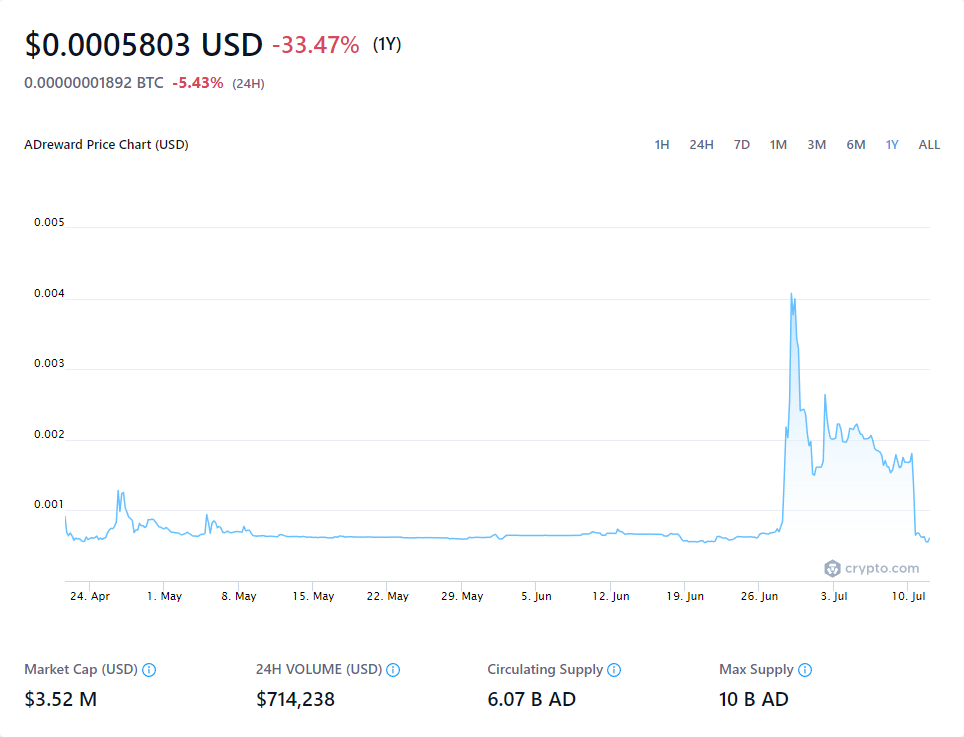 $0.0005803 USD -33.47% (1Y)
0.00000001892 BTC -5.43% (24H)
ADreward Price Chart (USD) 1H 24H 7D 1M 3M 6M 1Y ALL
0.005
0.004
0.003
0.002
0.001
crypto.com
24. Apr 1. May 8. May 15. May 22. May 29. May 5. Jun 12. Jun 19. Jun 26. Jun 3. Jul 10. Jul
Market Cap (USD) 24H VOLUME (USD) Circulating Supply Max Supply
$3.52 M $714,238 6.07 B AD 10 B AD